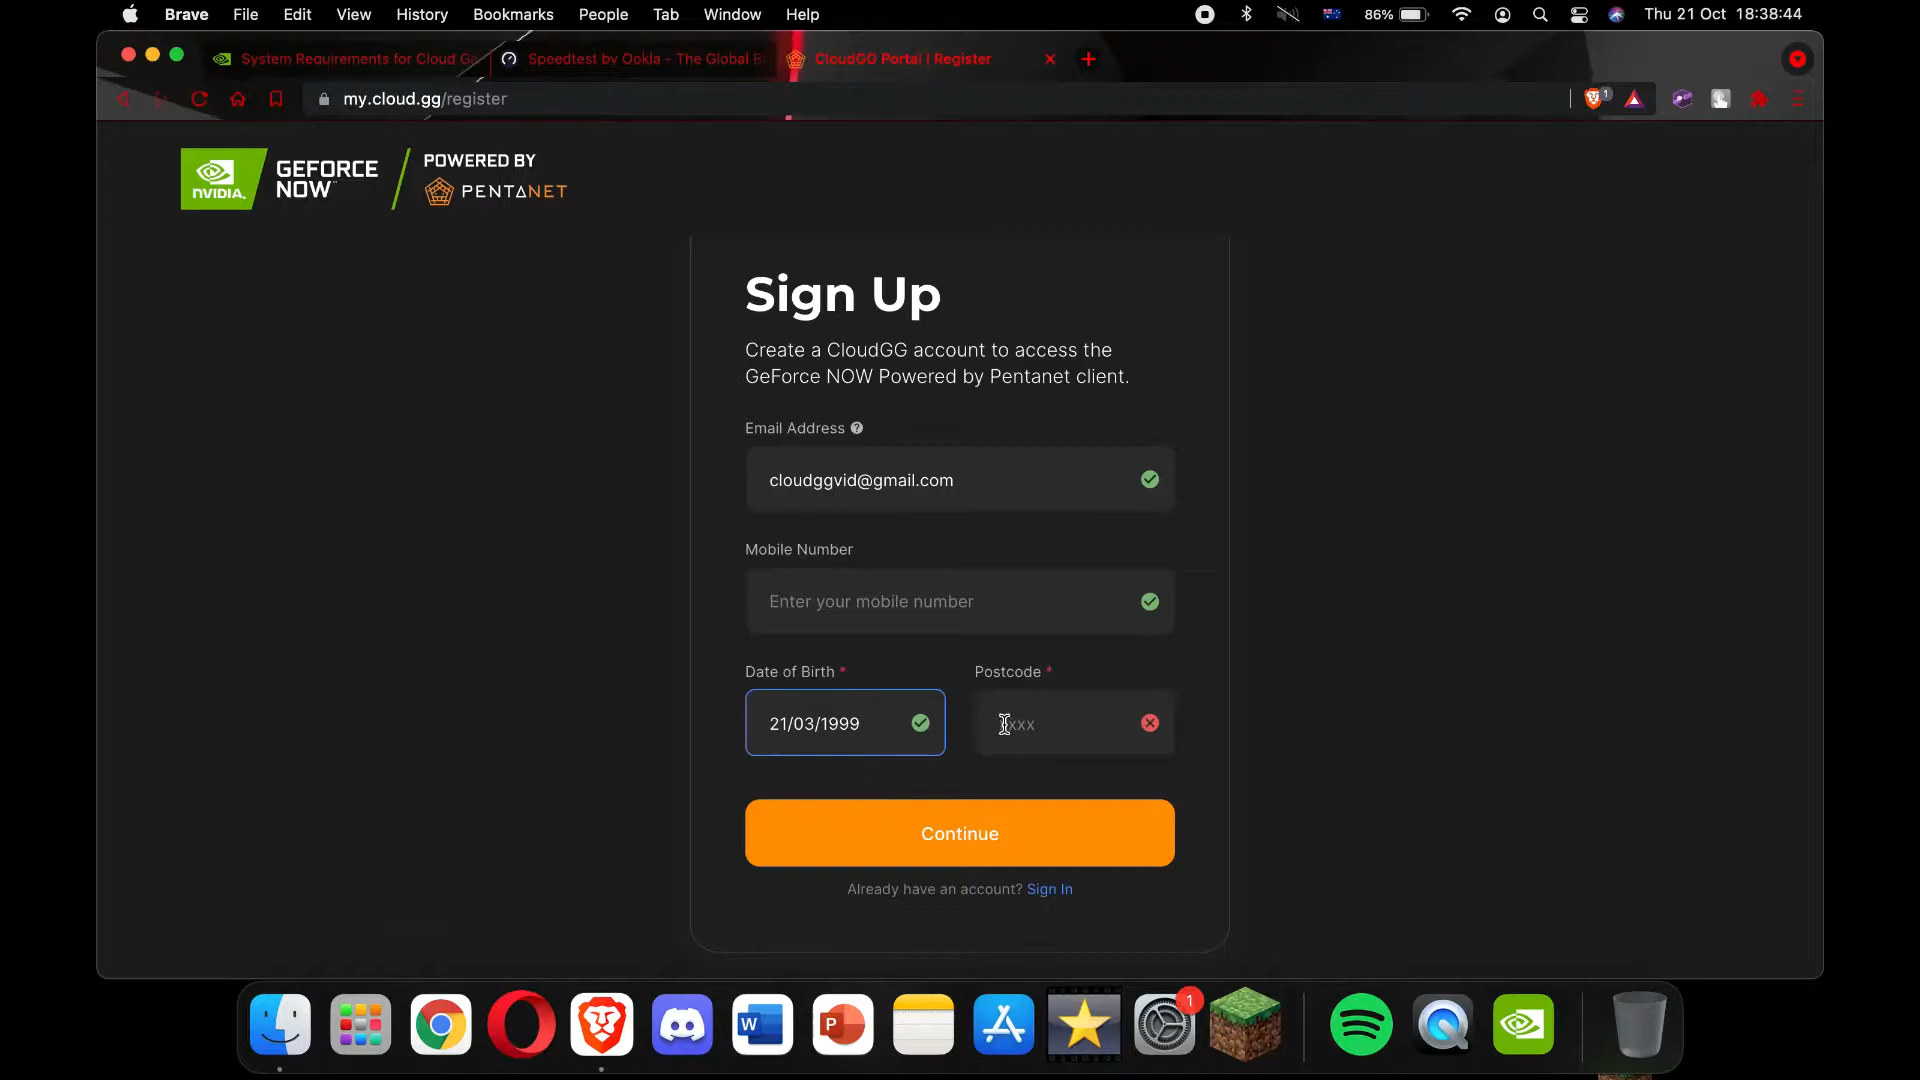 Brave File Edit View History Bookmarks People Tab Window Help 86% Thu 21 Oct 18:38:44
System Requirements for Cloud Ga Speedtest by Ookla - The Global B CloudGG Portal | Register
my.cloud.gg/register 1
NVIDIA. GEFORCE NOW POWERED BY PENTANET
Sign Up
Create a CloudGG account to access the
GeForce NOW Powered by Pentanet client.
Email Address ?
cloudggvid@gmail.com
Mobile Number
Enter your mobile number
Date of Birth * Postcode *
21/03/1999 xxx
Continue
Already have an account? Sign In
W P 1